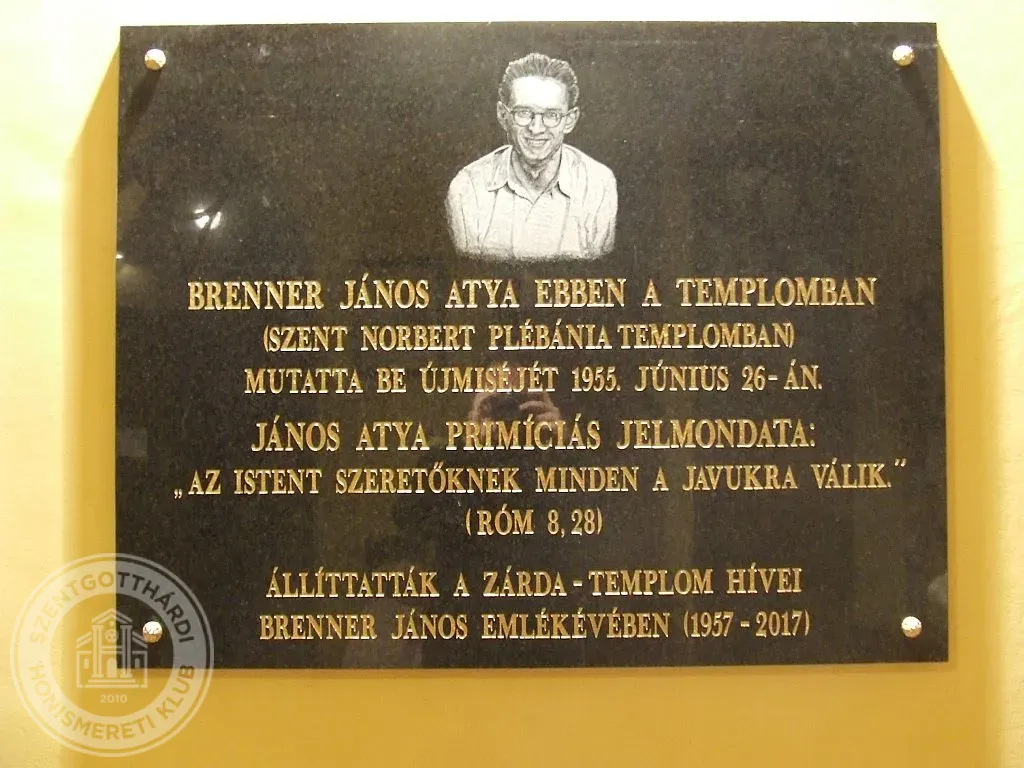 BRENNER JÁNOS ATYA EBBEN A TEMPLOMBAN
(SZENT NORBERT PLÉBÁNIA TEMPLOMBAN)
MUTATTA BE ÚJMISÉJÉT 1955. JÚNIUS 26-ÁN.
JÁNOS ATYA PRIMÍCIÁS JELMONDATA:
„AZ ISTENT SZERETŐKNEK MINDEN A JAVUKRA VÁLIK.”
(RÓM 8,28)
ÁLLÍTTATTÁK A ZÁRDA-TEMPLOM HÍVEI
BRENNER JÁNOS EMLÉKÉVÉBEN (1957-2017)
SZENTGOTTHÁRDI
HONISMERETI KLUB
2010